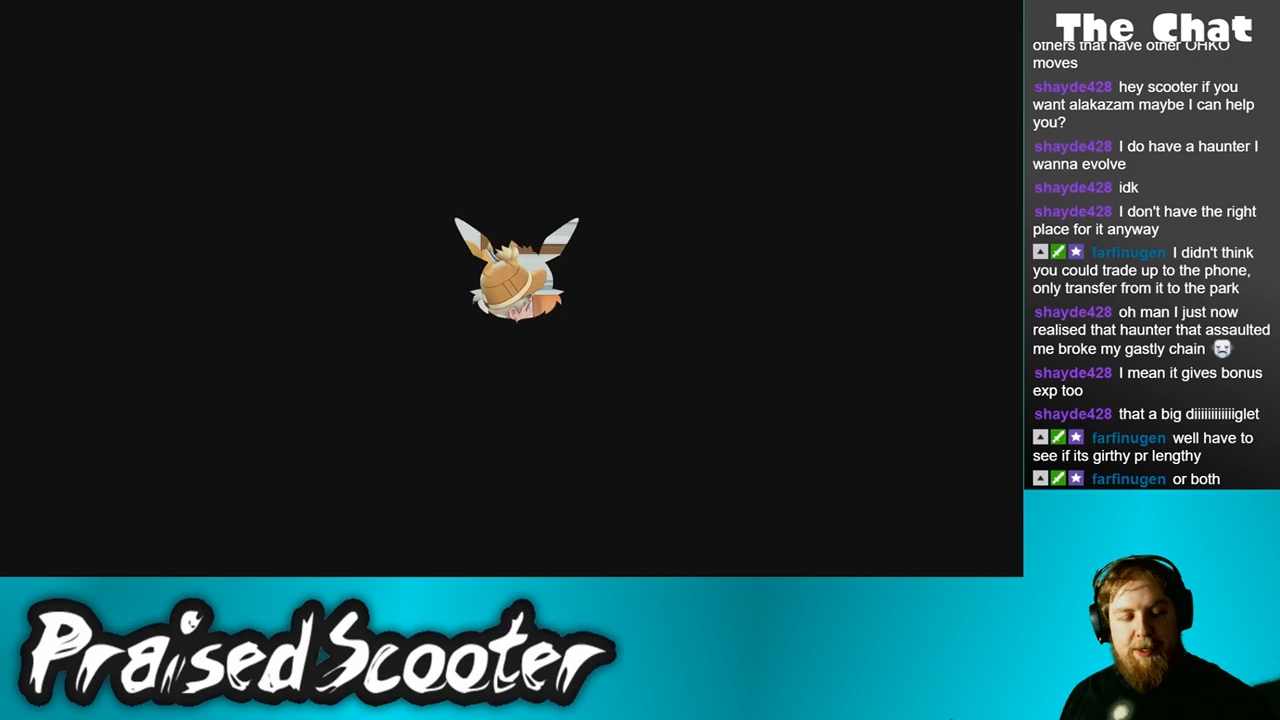 The Chat
others that have other OHKO
moves
shayde428 hey scooter if you
want alakazam maybe I can help
you?
shayde428 I do have a haunter I
wanna evolve
shayde428 idk
shayde428 I don't have the right
place for it anyway
farfinugen I didn't think
you could trade up to the phone,
only transfer from it to the park
shayde428 oh man I just now
realised that haunter that assaulted
me broke my gastly chain
shayde428 I mean it gives bonus
exp too
shayde428 that a big diiiiiiiiiiiiglet
farfinugen well have to
see if its girthy pr lengthy
farfinugen or both
PraisedScooter